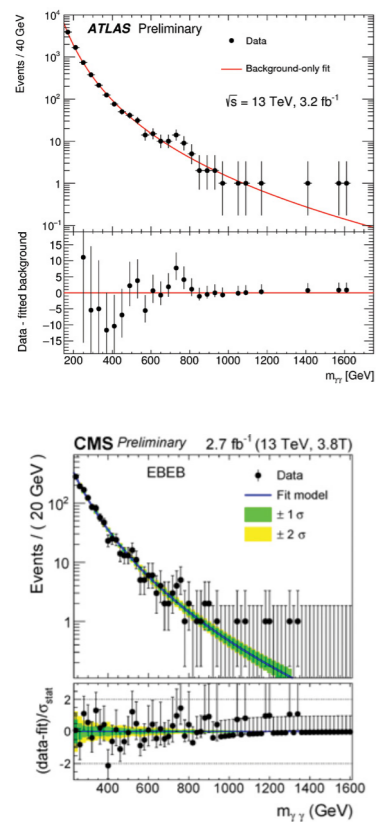 ATLAS Preliminary
Data
Background-only fit
√s = 13 TeV, 3.2 fb⁻¹
Events / 40 GeV
10⁴
10³
10²
10
1
10⁻¹
Data - fitted background
15
10
5
0
−5
−10
−15
200 400 600 800 1000 1200 1400 1600
mγγ [GeV]
CMS Preliminary 2.7 fb⁻¹ (13 TeV, 3.8T)
EBEB
Data
Fit model
± 1 σ
± 2 σ
Events / ( 20 GeV )
10²
10
1
(data-fit)/σstat
2
0
-2
400 600 800 1000 1200 1400 1600
mγγ (GeV)